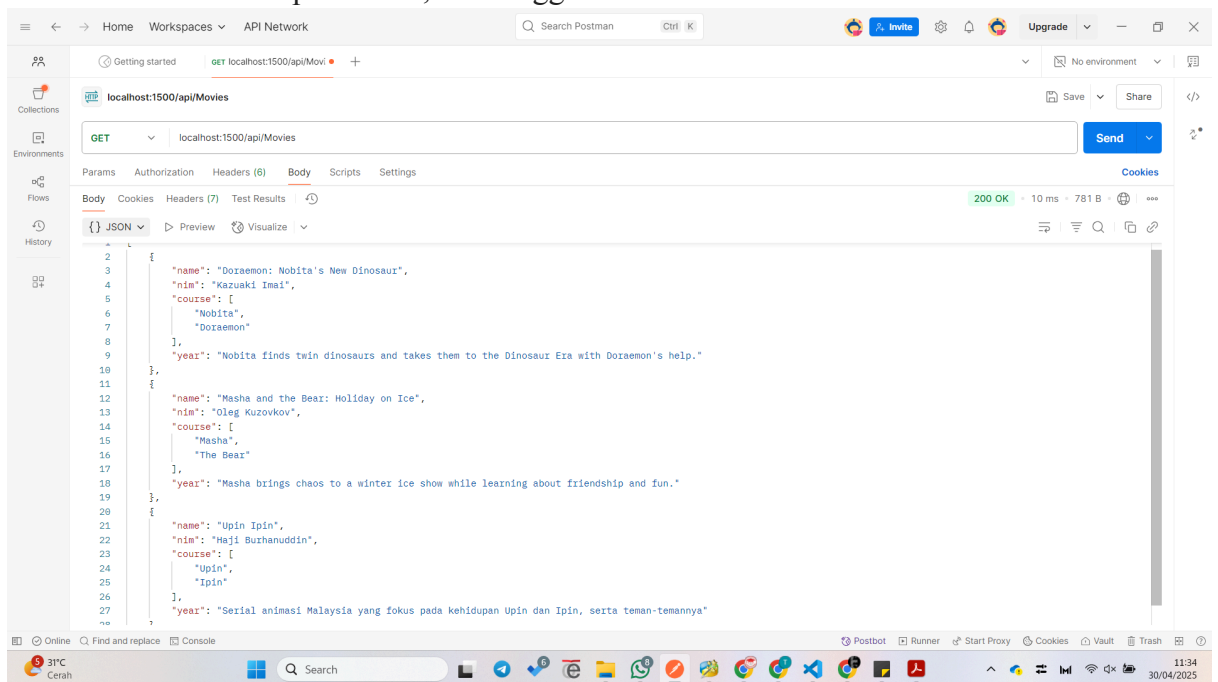 Home Workspaces API Network Search Postman Ctrl K Invite Upgrade
Getting started GET localhost:1500/api/Movi + No environment
Collections
Environments
Flows
History
HTTP localhost:1500/api/Movies Save Share
GET localhost:1500/api/Movies Send
Params Authorization Headers (6) Body Scripts Settings Cookies
Body Cookies Headers (7) Test Results 200 OK 10 ms 781 B
{} JSON Preview Visualize
1 [
2 {
3 "name": "Doraemon: Nobita's New Dinosaur",
4 "nim": "Kazuaki Imai",
5 "course": [
6 "Nobita",
7 "Doraemon"
8 ],
9 "year": "Nobita finds twin dinosaurs and takes them to the Dinosaur Era with Doraemon's help."
10 },
11 {
12 "name": "Masha and the Bear: Holiday on Ice",
13 "nim": "Oleg Kuzovkov",
14 "course": [
15 "Masha",
16 "The Bear"
17 ],
18 "year": "Masha brings chaos to a winter ice show while learning about friendship and fun."
19 },
20 {
21 "name": "Upin Ipin",
22 "nim": "Haji Burhanuddin",
23 "course": [
24 "Upin",
25 "Ipin"
26 ],
27 "year": "Serial animasi Malaysia yang fokus pada kehidupan Upin dan Ipin, serta teman-temannya"
28 }
Online Find and replace Console Postbot Runner Start Proxy Cookies Vault Trash
5 31°C Cerah Search 11:34 30/04/2025